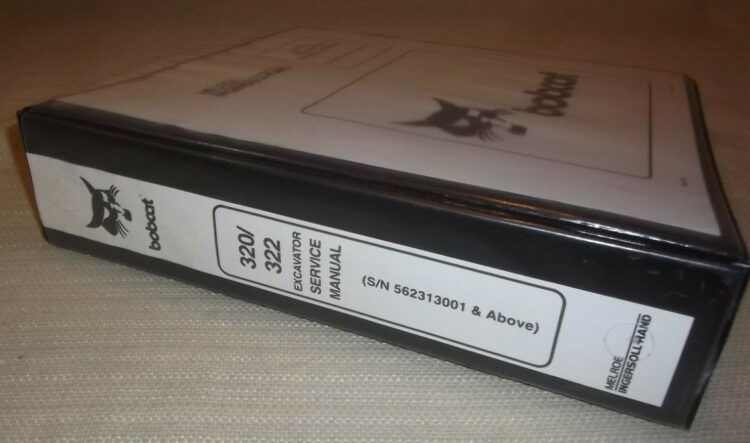 bobcat
bobcat
320/
322
EXCAVATOR
SERVICE
MANUAL
(S/N 562313001 & Above)
MELROE
INGERSOLL-RAND